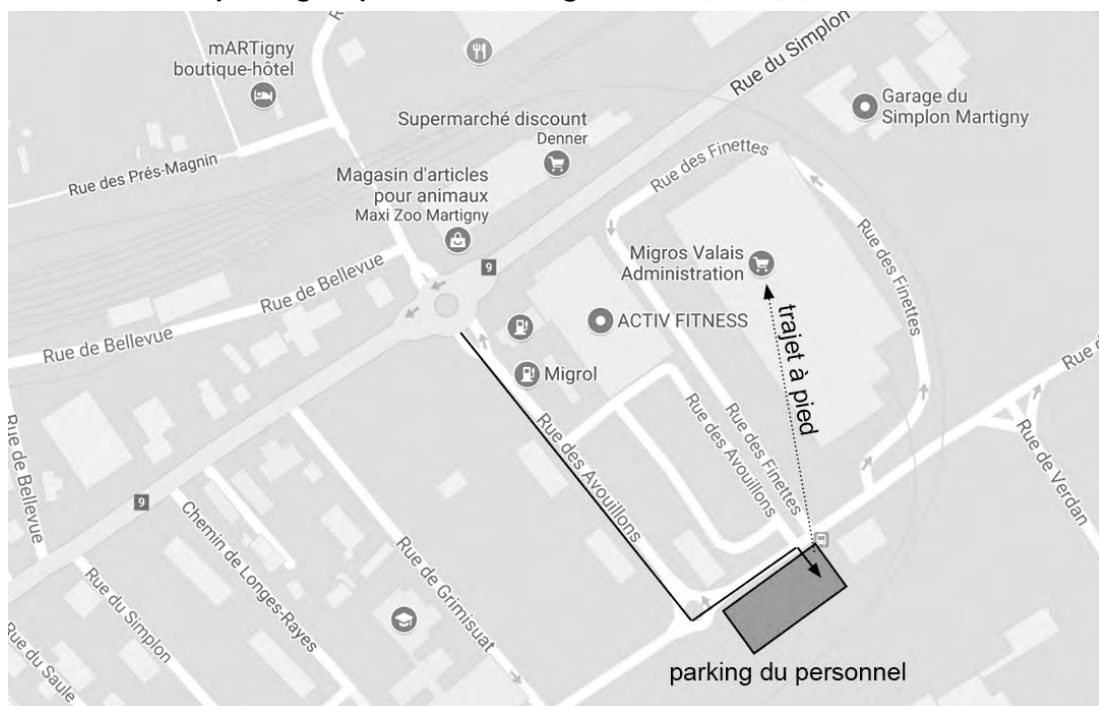 mARTigny
boutique-hôtel
Rue du Simplon
Garage du
Simplon Martigny
Supermarché discount
Denner
Rue des Prés-Magnin
Magasin d'articles
pour animaux
Maxi Zoo Martigny
Rue des Finettes
Migros Valais
Administration
Rue des Finettes
9
Rue de Bellevue
Rue de Bellevue
ACTIV FITNESS
Migrol
trajet à pied
Rue des Avouillons
Rue des Avouillons
Rue des Finettes
Rue de Verdan
Rue de Bellevue
9
Chemin de Longes-Rayes
Rue de Grimisuat
Rue du Simplon
Rue du Saule
parking du personnel